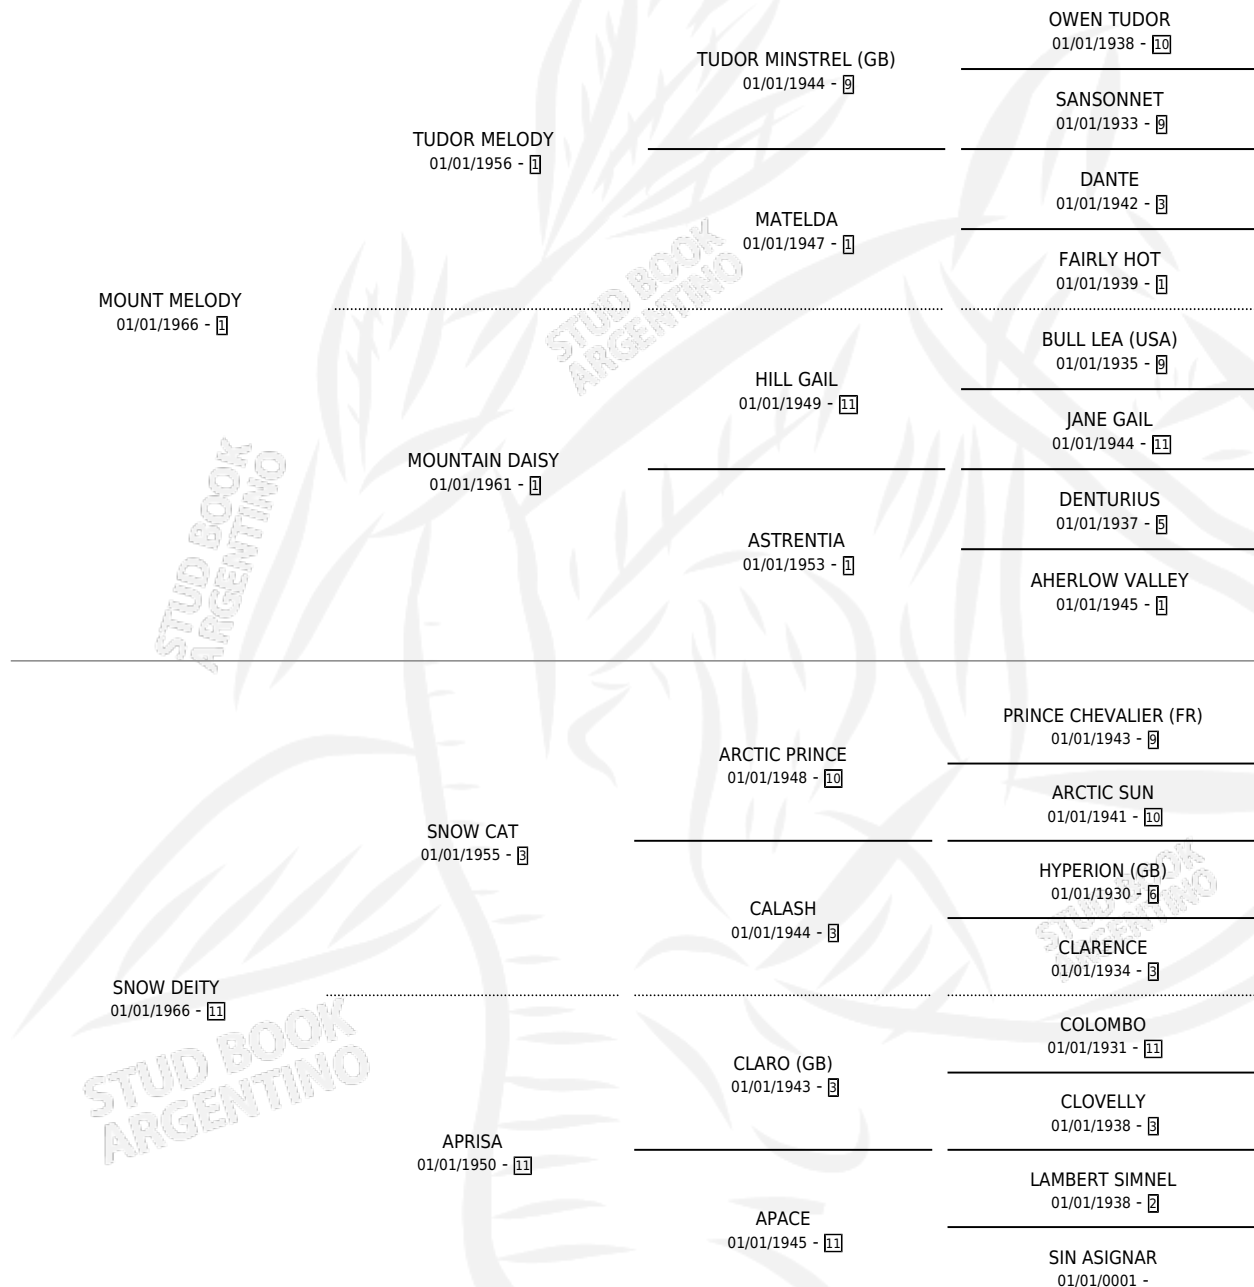 OWEN TUDOR
01/01/1938 - 10
TUDOR MINSTREL (GB)
01/01/1944 - 9
SANSONNET
01/01/1933 - 9
TUDOR MELODY
01/01/1956 - 1
DANTE
01/01/1942 - 3
MATELDA
01/01/1947 - 1
FAIRLY HOT
01/01/1939 - 1
MOUNT MELODY
01/01/1966 - 1
BULL LEA (USA)
01/01/1935 - 9
HILL GAIL
01/01/1949 - 11
JANE GAIL
01/01/1944 - 11
MOUNTAIN DAISY
01/01/1961 - 1
DENTURIUS
01/01/1937 - 5
ASTRENTIA
01/01/1953 - 1
AHERLOW VALLEY
01/01/1945 - 1
PRINCE CHEVALIER (FR)
01/01/1943 - 9
ARCTIC PRINCE
01/01/1948 - 10
ARCTIC SUN
01/01/1941 - 10
SNOW CAT
01/01/1955 - 3
HYPERION (GB)
01/01/1930 - 6
CALASH
01/01/1944 - 3
CLARENCE
01/01/1934 - 3
SNOW DEITY
01/01/1966 - 11
COLOMBO
01/01/1931 - 11
CLARO (GB)
01/01/1943 - 3
CLOVELLY
01/01/1938 - 3
APRISA
01/01/1950 - 11
LAMBERT SIMNEL
01/01/1938 - 2
APACE
01/01/1945 - 11
SIN ASIGNAR
01/01/0001 -
STUD BOOK
ARGENTINO
STUD BOOK
ARGENTINO
STUD BOOK
ARGENTINO
STUD BOOK
ARGENTINO